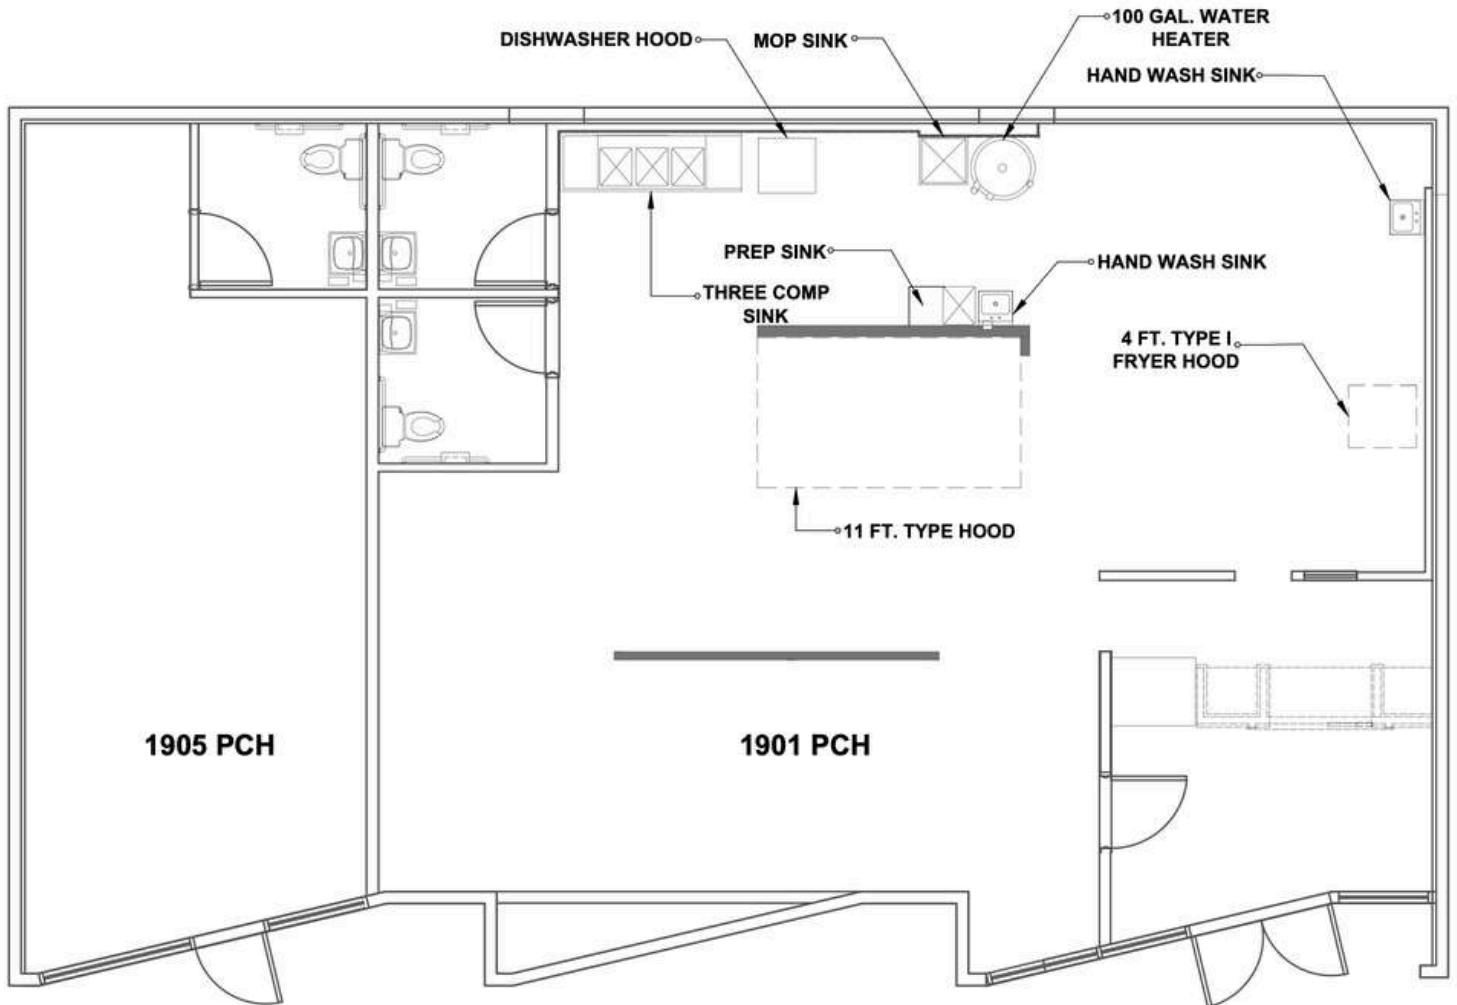 100 GAL. WATER
HEATER
DISHWASHER HOOD
MOP SINK
HAND WASH SINK
PREP SINK
HAND WASH SINK
THREE COMP
SINK
4 FT. TYPE I
FRYER HOOD
11 FT. TYPE HOOD
1905 PCH
1901 PCH